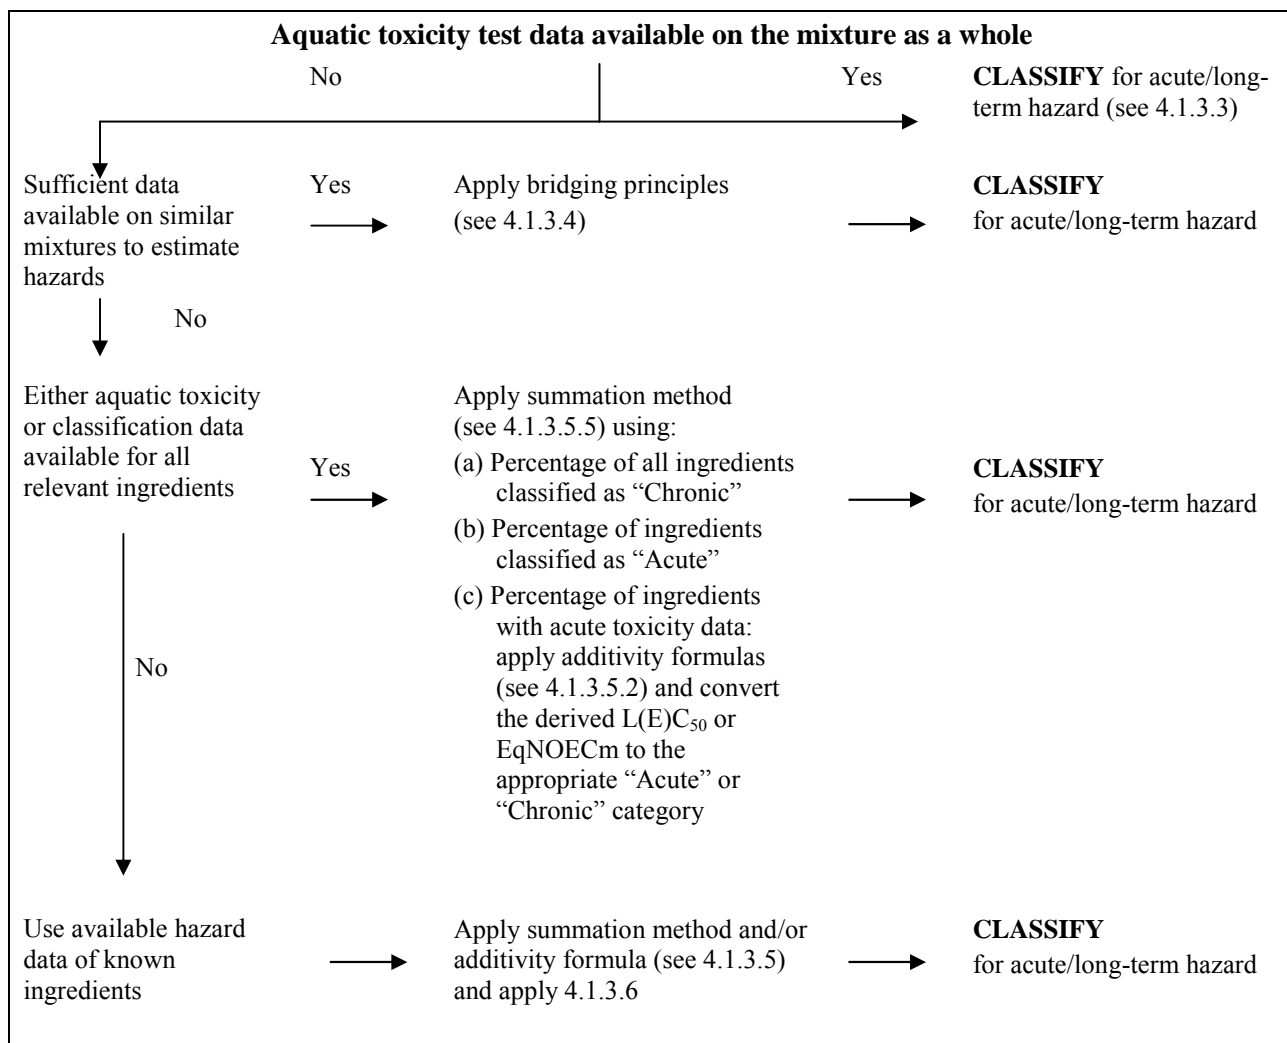 Aquatic toxicity test data available on the mixture as a whole
No
Yes
CLASSIFY for acute/long-
term hazard (see 4.1.3.3)
Sufficient data
available on similar
mixtures to estimate
hazards
Yes
Apply bridging principles
(see 4.1.3.4)
CLASSIFY
for acute/long-term hazard
No
Either aquatic toxicity
or classification data
available for all
relevant ingredients
Yes
Apply summation method
(see 4.1.3.5.5) using:
(a) Percentage of all ingredients
classified as “Chronic”
(b) Percentage of ingredients
classified as “Acute”
(c) Percentage of ingredients
with acute toxicity data:
apply additivity formulas
(see 4.1.3.5.2) and convert
the derived L(E)C₅₀ or
EqNOECm to the
appropriate “Acute” or
“Chronic” category
CLASSIFY
for acute/long-term hazard
No
Use available hazard
data of known
ingredients
Apply summation method and/or
additivity formula (see 4.1.3.5)
and apply 4.1.3.6
CLASSIFY
for acute/long-term hazard